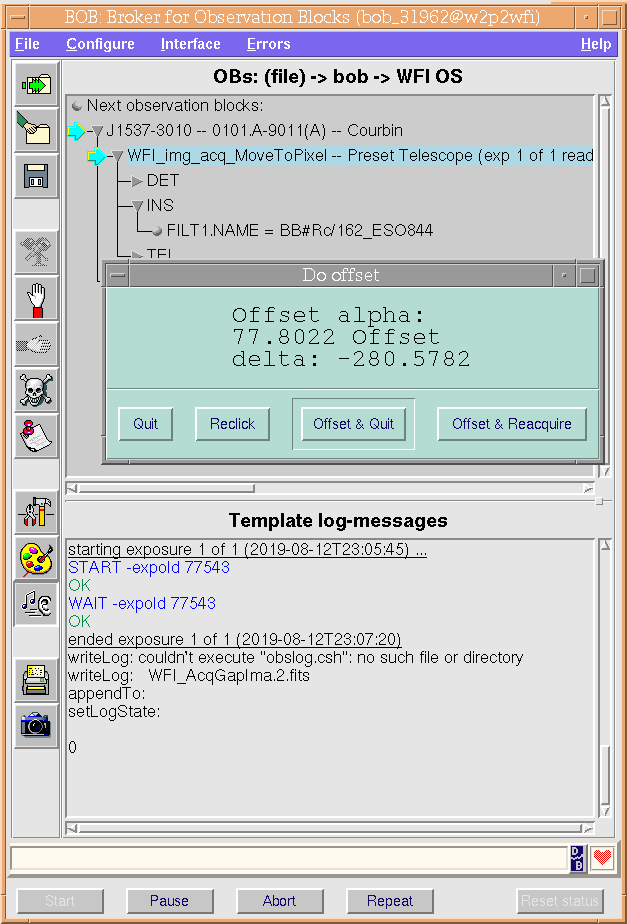 BOB: Broker for Observation Blocks (bob_31962@w2p2wfi)
File Configure Interface Errors Help
OBs: (file) -> bob -> WFI OS
Next observation blocks:
J1537-3010 -- 0101.A-9011(A) -- Courbin
WFI_img_acq_MoveToPixel -- Preset Telescope (exp 1 of 1 read
DET
INS
FILT1.NAME = BB#Rc/162_ESO844
TEL
Do offset
Offset alpha:
77.8022 Offset
delta: -280.5782
Quit Reclick Offset & Quit Offset & Reacquire
Template log-messages
starting exposure 1 of 1 (2019-08-12T23:05:45) ...
START -expoId 77543
OK
WAIT -expoId 77543
OK
ended exposure 1 of 1 (2019-08-12T23:07:20)
writeLog: couldn't execute "obslog.csh": no such file or directory
writeLog: WFI_AcqGapIma.2.fits
appendTo:
setLogState:
0
D
B
Start Pause Abort Repeat Reset status